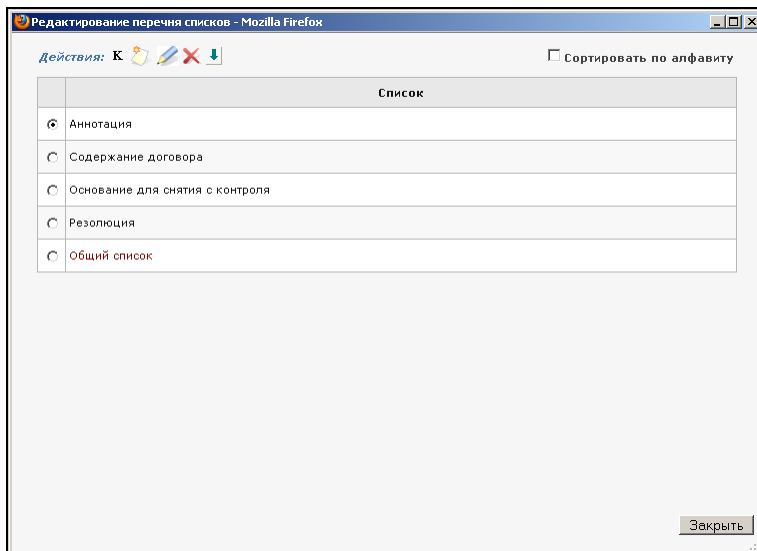 Редактирование перечня списков - Mozilla Firefox
Действия: К Сортировать по алфавиту
Список
Аннотация
Содержание договора
Основание для снятия с контроля
Резолюция
Общий список
Закрыть